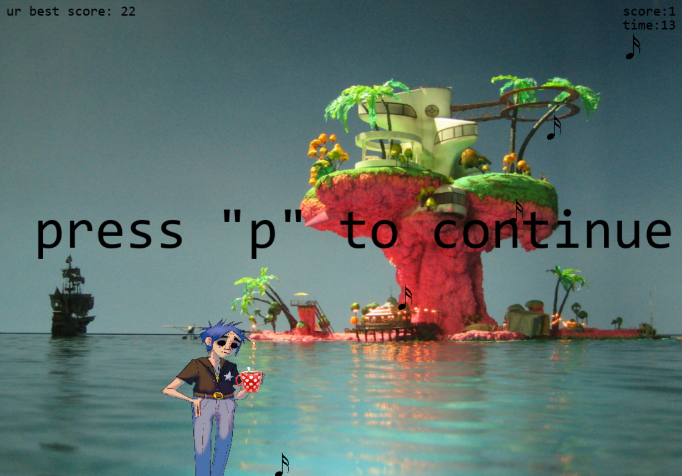 ur best score: 22
score:1
time:13
press "p" to continue